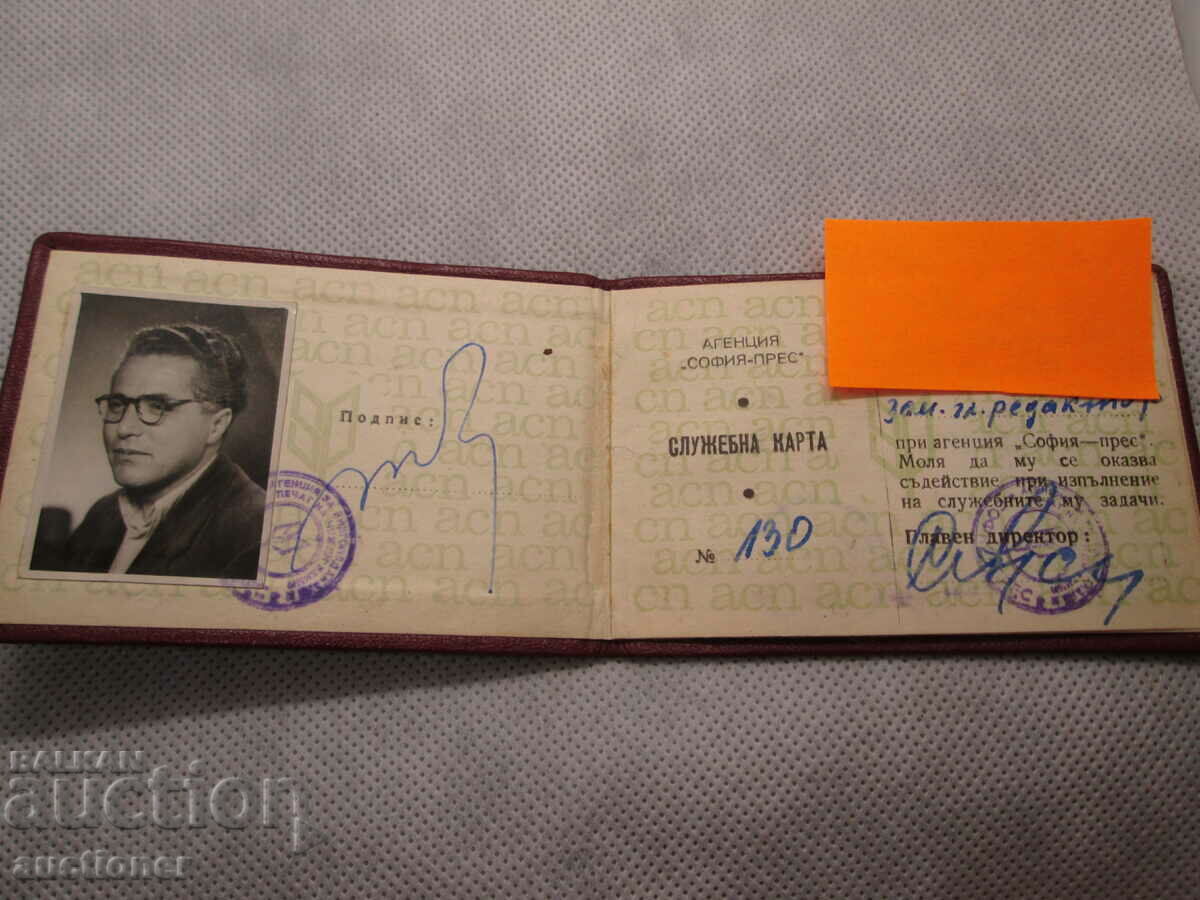 Подпис:
АГЕНЦИЯ
„СОФИЯ-ПРЕС“
СЛУЖЕБНА КАРТА
№ 130
зам. гл. редактор
при агенция „София—прес“.
Моля да му се оказва
съдействие при изпълнение
на служебните му задачи.
Главен директор:
BALKAN
auction
auctioner